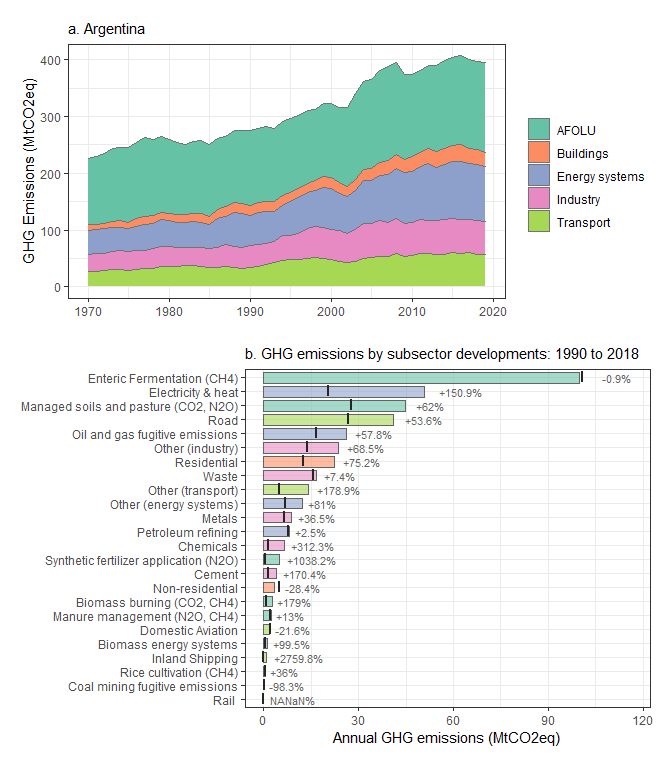 a. Argentina
GHG Emissions (MtCO2eq)
400
300
200
100
0
1970
1980
1990
2000
2010
2020
AFOLU
Buildings
Energy systems
Industry
Transport
b. GHG emissions by subsector developments: 1990 to 2018
Enteric Fermentation (CH4) -0.9%
Electricity & heat +150.9%
Managed soils and pasture (CO2, N2O) +62%
Road +53.6%
Oil and gas fugitive emissions +57.8%
Other (industry) +68.5%
Residential +75.2%
Waste +7.4%
Other (transport) +178.9%
Other (energy systems) +81%
Metals +36.5%
Petroleum refining +2.5%
Chemicals +312.3%
Synthetic fertilizer application (N2O) +1038.2%
Cement +170.4%
Non-residential -28.4%
Biomass burning (CO2, CH4) +179%
Manure management (N2O, CH4) +13%
Domestic Aviation -21.6%
Biomass energy systems +99.5%
Inland Shipping +2759.8%
Rice cultivation (CH4) +36%
Coal mining fugitive emissions -98.3%
Rail NANaN%
0
30
60
90
120
Annual GHG emissions (MtCO2eq)